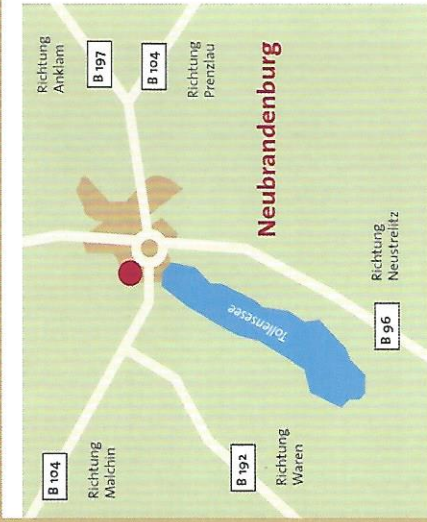 Richtung
Anklam
B 197
B 104
Richtung
Prenzlau
Neubrandenburg
Tollensesee
Richtung
Neustrelitz
B 96
B 104
Richtung
Malchin
B 192
Richtung
Waren